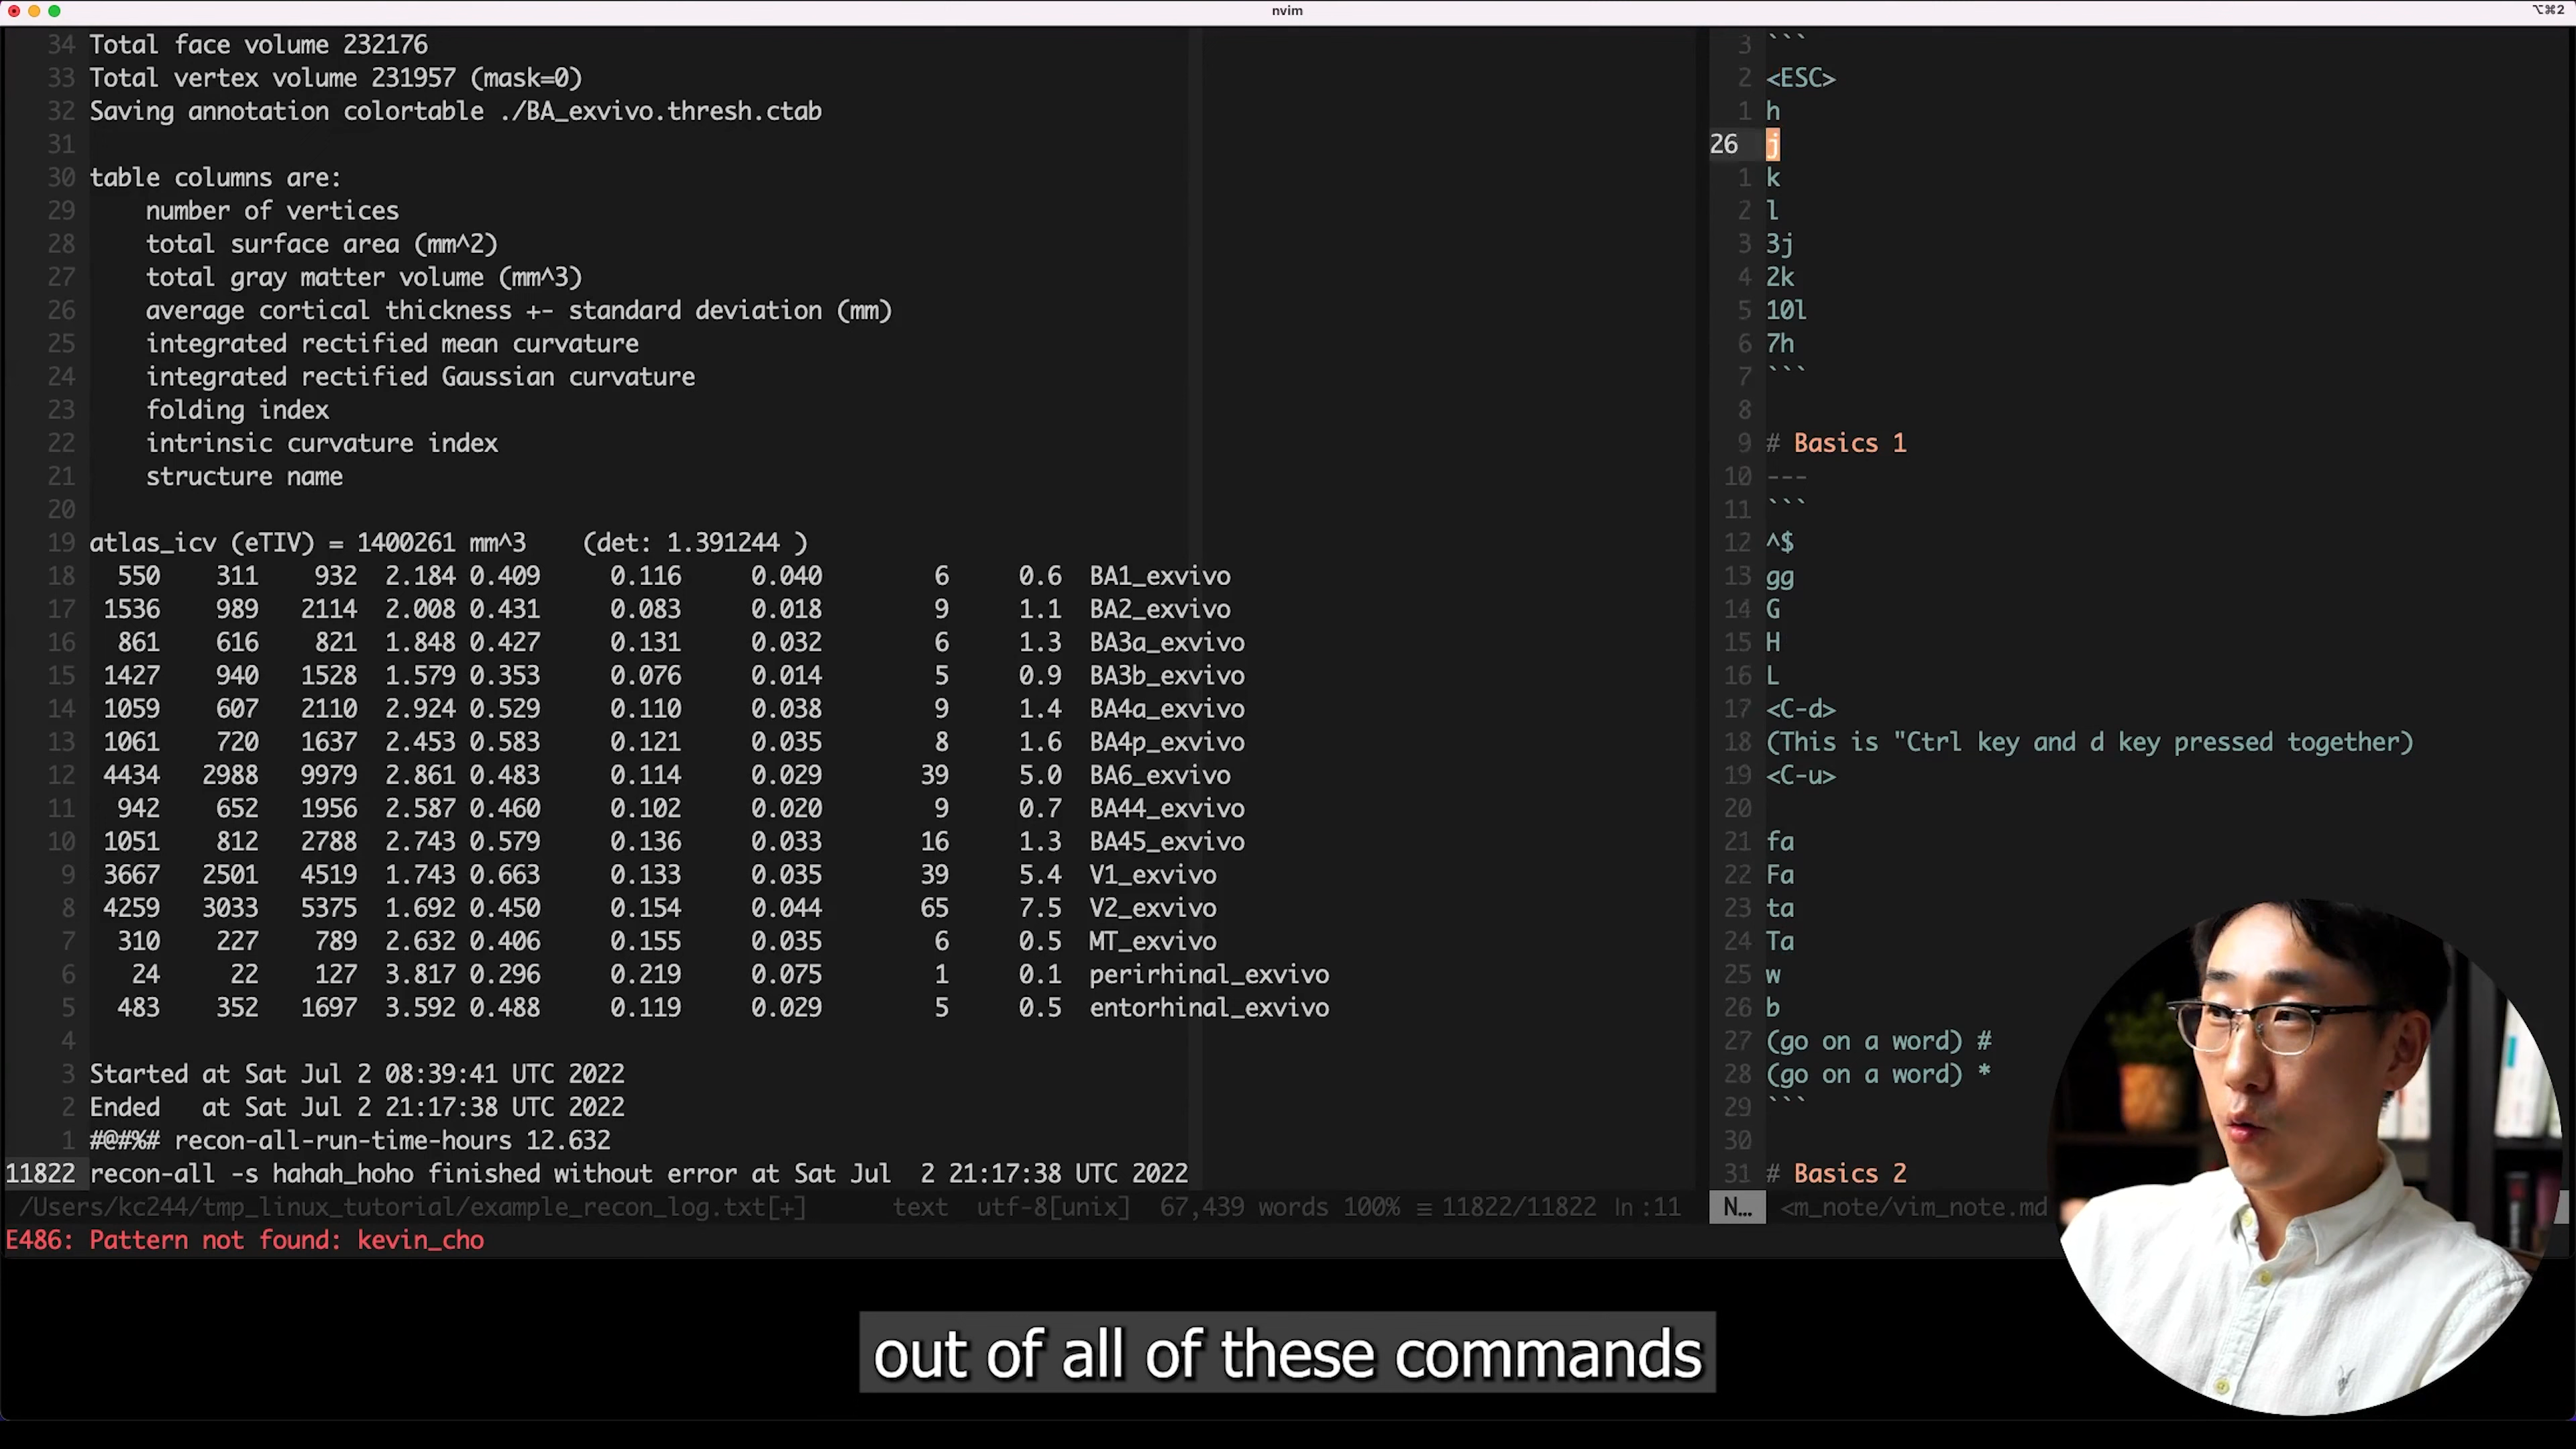 nvim
⌥⌘2
34 Total face volume 232176
33 Total vertex volume 231957 (mask=0)
32 Saving annotation colortable ./BA_exvivo.thresh.ctab
31
30 table columns are:
29 number of vertices
28 total surface area (mm^2)
27 total gray matter volume (mm^3)
26 average cortical thickness +- standard deviation (mm)
25 integrated rectified mean curvature
24 integrated rectified Gaussian curvature
23 folding index
22 intrinsic curvature index
21 structure name
20
19 atlas_icv (eTIV) = 1400261 mm^3 (det: 1.391244 )
18 550 311 932 2.184 0.409 0.116 0.040 6 0.6 BA1_exvivo
17 1536 989 2114 2.008 0.431 0.083 0.018 9 1.1 BA2_exvivo
16 861 616 821 1.848 0.427 0.131 0.032 6 1.3 BA3a_exvivo
15 1427 940 1528 1.579 0.353 0.076 0.014 5 0.9 BA3b_exvivo
14 1059 607 2110 2.924 0.529 0.110 0.038 9 1.4 BA4a_exvivo
13 1061 720 1637 2.453 0.583 0.121 0.035 8 1.6 BA4p_exvivo
12 4434 2988 9979 2.861 0.483 0.114 0.029 39 5.0 BA6_exvivo
11 942 652 1956 2.587 0.460 0.102 0.020 9 0.7 BA44_exvivo
10 1051 812 2788 2.743 0.579 0.136 0.033 16 1.3 BA45_exvivo
9 3667 2501 4519 1.743 0.663 0.133 0.035 39 5.4 V1_exvivo
8 4259 3033 5375 1.692 0.450 0.154 0.044 65 7.5 V2_exvivo
7 310 227 789 2.632 0.406 0.155 0.035 6 0.5 MT_exvivo
6 24 22 127 3.817 0.296 0.219 0.075 1 0.1 perirhinal_exvivo
5 483 352 1697 3.592 0.488 0.119 0.029 5 0.5 entorhinal_exvivo
4
3 Started at Sat Jul 2 08:39:41 UTC 2022
2 Ended at Sat Jul 2 21:17:38 UTC 2022
1 #@#%# recon-all-run-time-hours 12.632
11822 recon-all -s hahah_hoho finished without error at Sat Jul 2 21:17:38 UTC 2022
/Users/kc244/tmp_linux_tutorial/example_recon_log.txt[+] text utf-8[unix] 67,439 words 100% ≡ 11822/11822 ln :11
E486: Pattern not found: kevin_cho
3 ```
2 <ESC>
1 h
26 j
1 k
2 l
3 3j
4 2k
5 10l
6 7h
7 ```
8
9 # Basics 1
10 ---
11 ```
12 ^$
13 gg
14 G
15 H
16 L
17 <C-d>
18 (This is "Ctrl key and d key pressed together)
19 <C-u>
20
21 fa
22 Fa
23 ta
24 Ta
25 w
26 b
27 (go on a word) #
28 (go on a word) *
29 ```
30
31 # Basics 2
N... <m_note/vim_note.md
out of all of these commands